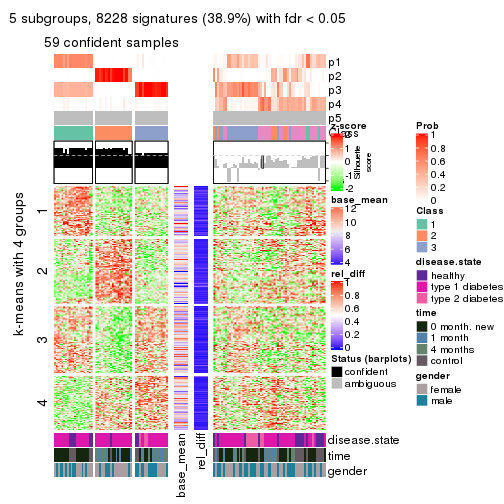 5 subgroups, 8228 signatures (38.9%) with fdr < 0.05
59 confident samples
p1
p2
p3
p4
p5
Class
z-score
2
-2
Silhouette
score
k-means with 4 groups
1
2
3
4
base_mean
12
10
8
6
4
rel_diff
1
0.8
0.6
0.4
0.2
0
Status (barplots)
confident
ambiguous
Prob
1
0.8
0.6
0.4
0.2
0
Class
1
2
3
disease.state
healthy
type 1 diabetes
type 2 diabetes
time
0 month. new
1 month
4 months
control
gender
female
male
base_mean
rel_diff
disease.state
time
gender